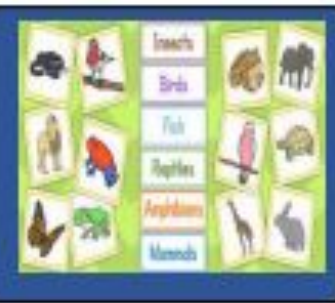 Insects
Birds
Fish
Reptiles
Amphibians
Mammals